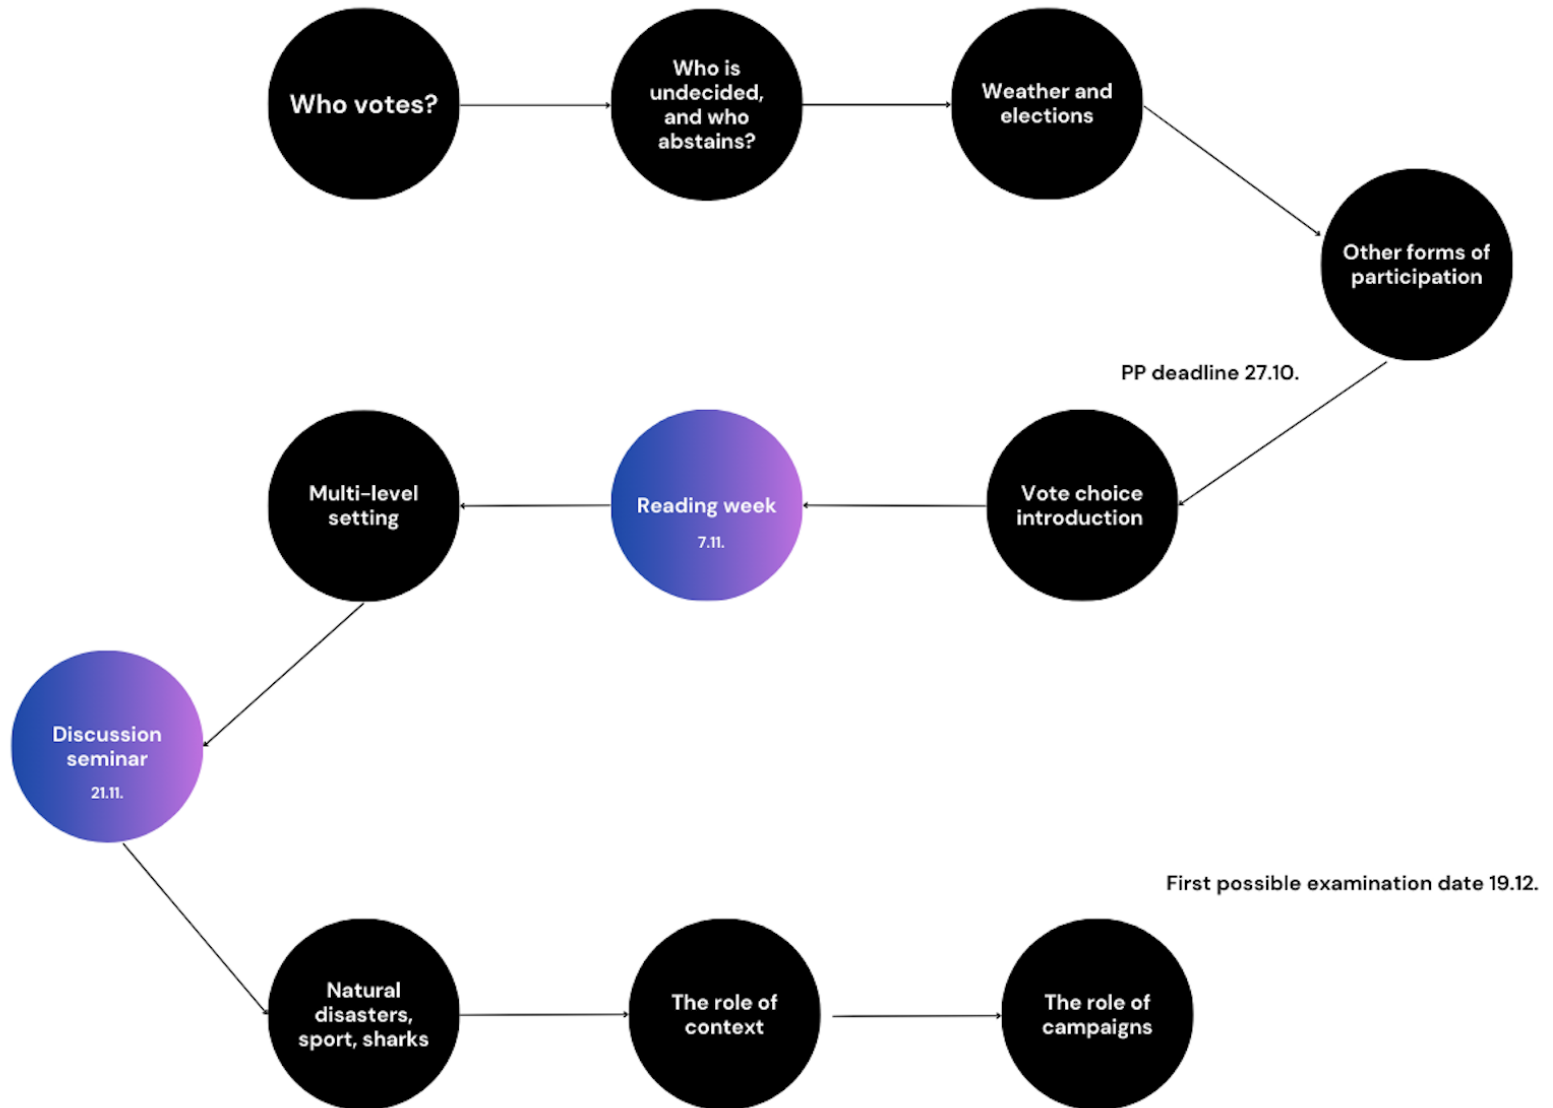 Who votes?
Who is
undecided,
and who
abstains?
Weather and
elections
Other forms of
participation
PP deadline 27.10.
Vote choice
introduction
Reading week
7.11.
Multi-level
setting
Discussion
seminar
21.11.
First possible examination date 19.12.
Natural
disasters,
sport, sharks
The role of
context
The role of
campaigns